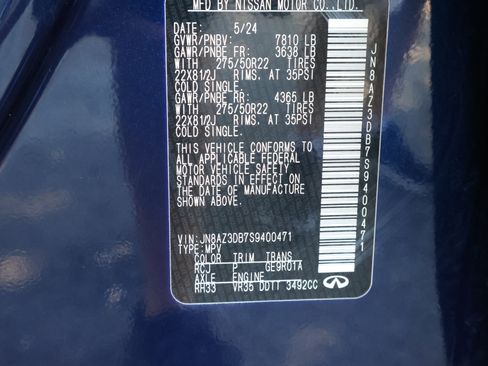 MFD BY NISSAN MOTOR CO.,LTD.
DATE: 5/24
GVWR/PNBV: 7810 LB
GAWR/PNBE FR: 3638 LB
WITH 275/50R22 TIRES
22X8 1/2J RIMS, AT 35PSI
COLD SINGLE.
GAWR/PNBE RR: 4365 LB
WITH 275/50R22 TIRES
22X8 1/2J RIMS, AT 35PSI
COLD SINGLE.
THIS VEHICLE CONFORMS TO
ALL APPLICABLE FEDERAL
MOTOR VEHICLE SAFETY
STANDARDS IN EFFECT ON
THE DATE OF MANUFACTURE
SHOWN ABOVE.
VIN: JN8AZ3DB7S9400471
TYPE: MPV
COLOR TRIM TRANS
RCJ P GE9R01A
AXLE ENGINE
RH33 VR35 DDTT 3492CC
INFINITI
JN8AZ3DB7S9400471